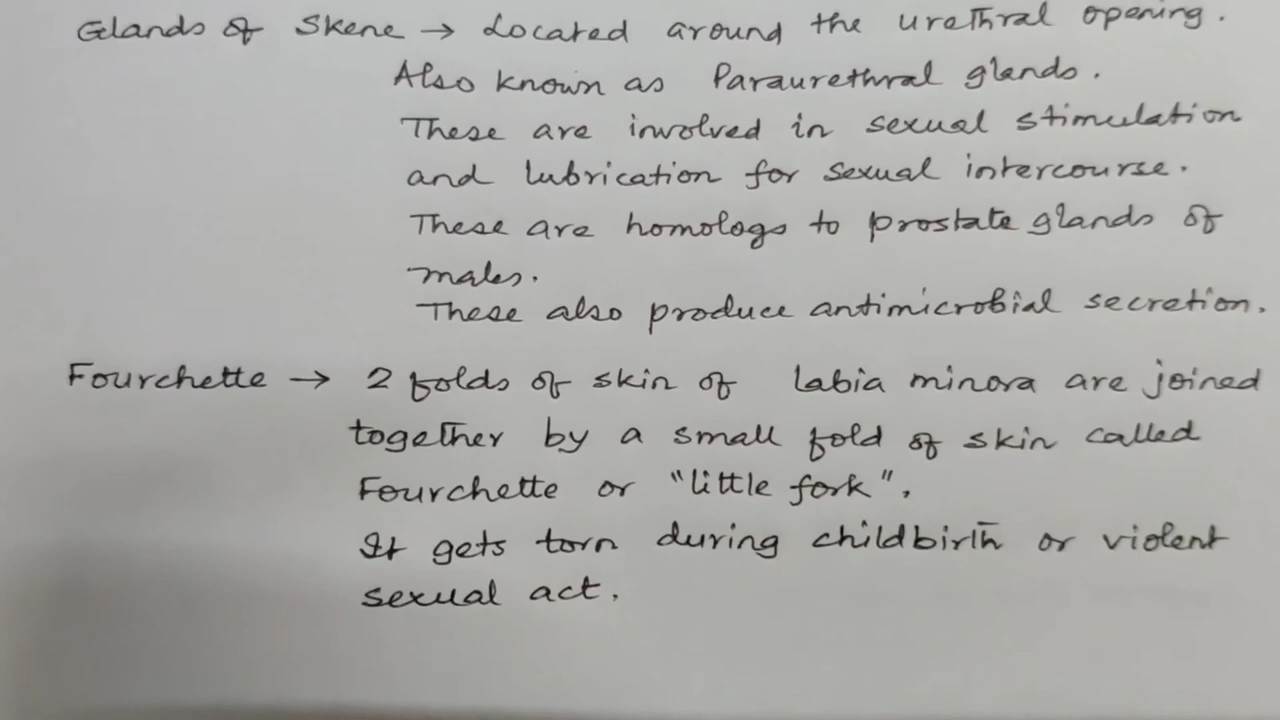 Glands of Skene → Located around the urethral opening.
Also known as Paraurethral glands.
These are involved in sexual stimulation
and lubrication for sexual intercourse.
These are homologs to prostate glands of
males.
These also produce antimicrobial secretion.
Fourchette → 2 folds of skin of labia minora are joined
together by a small fold of skin called
Fourchette or "little fork".
It gets torn during childbirth or violent
sexual act.